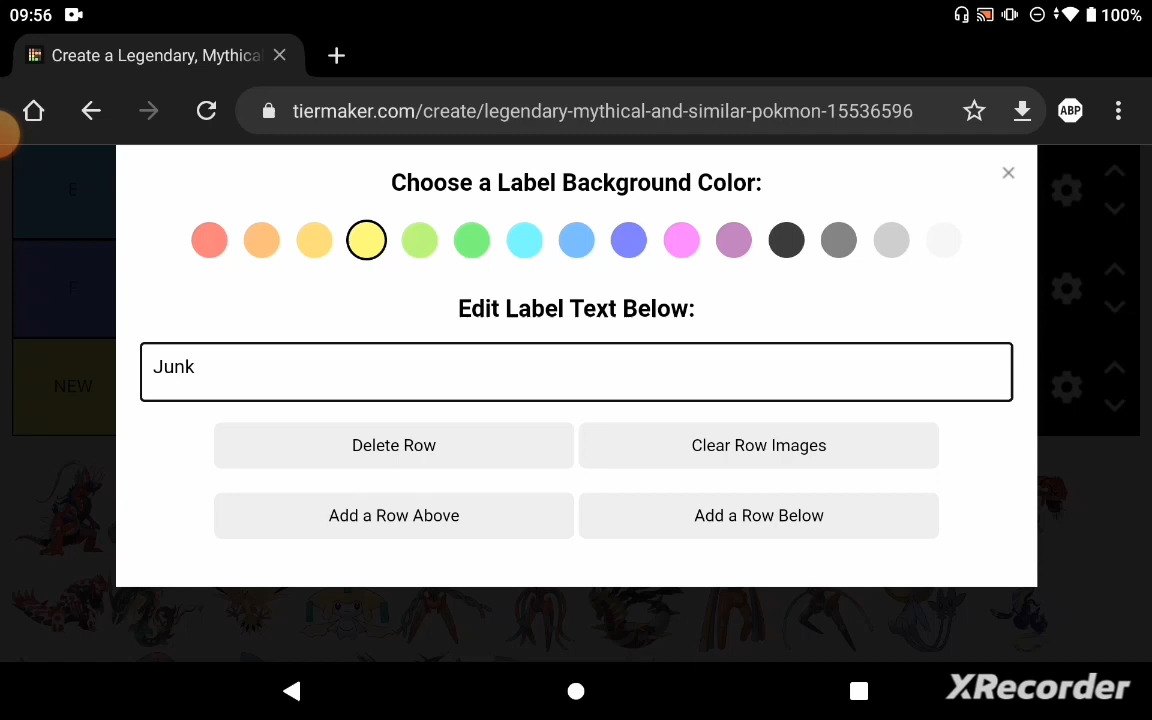 09:56 100%
Create a Legendary, Mythica
tiermaker.com/create/legendary-mythical-and-similar-pokmon-15536596 ABP
Choose a Label Background Color:
E
F
NEW
Edit Label Text Below:
Junk
Delete Row Clear Row Images
Add a Row Above Add a Row Below
XRecorder